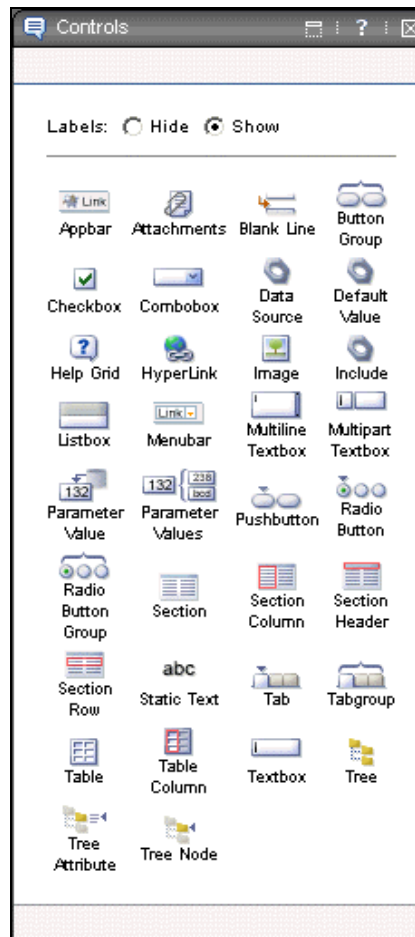 Controls ?
Labels: Hide Show
Link Link
Appbar Attachments Blank Line Button Group
Checkbox Combobox Data Source Default Value
?
Help Grid HyperLink Image Include
Link
Listbox Menubar Multiline Textbox Multipart Textbox
132 132 236 bcd
Parameter Value Parameter Values Pushbutton Radio Button
Radio Button Group Section Section Column Section Header
abc
Section Row Static Text Tab Tabgroup
Table Table Column Textbox Tree
Tree Attribute Tree Node